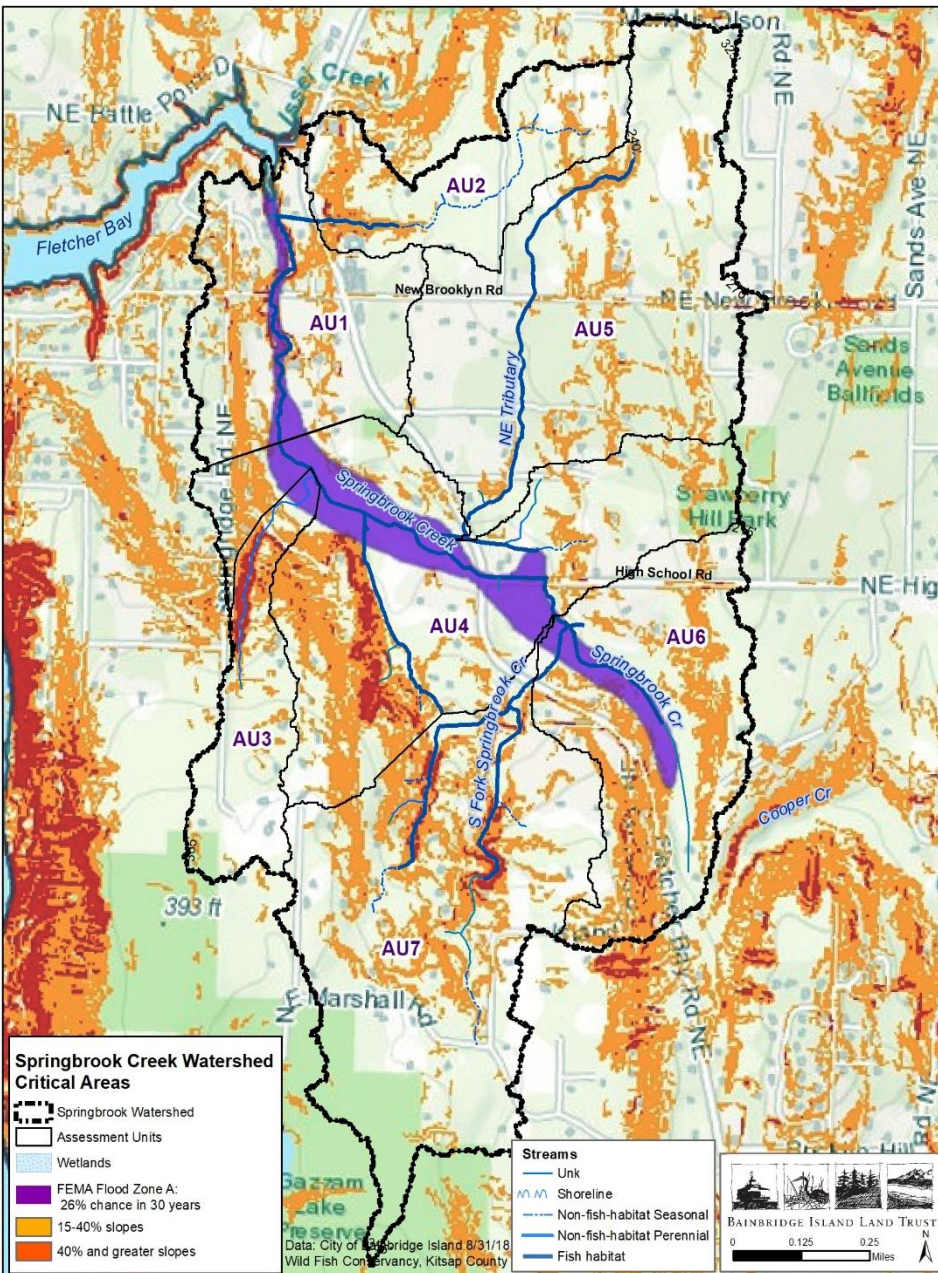 Olson
Rd NE
NE Battle Point D
Issei Creek
Fletcher Bay
Sands Ave NE
AU2
New Brooklyn Rd
AU1
AU5
Sands
Avenue
Ballfields
NE Tributary
Springbrook Creek
Strawberry
Hill Park
High School Rd
NE Hig
AU4
AU6
Springbrook Cr
AU3
S Fork Springbrook Cr
Cooper Cr
393 ft
AU7
NE Marshall Rd
Fletcher Bay Rd NE
Rd NE
Gazzam
Lake
Preserve
Springbrook Creek Watershed
Critical Areas
Springbrook Watershed
Assessment Units
Wetlands
FEMA Flood Zone A:
26% chance in 30 years
15-40% slopes
40% and greater slopes
Data: City of Bainbridge Island 8/31/18
Wild Fish Conservancy, Kitsap County
Streams
Unk
Shoreline
Non-fish-habitat Seasonal
Non-fish-habitat Perennial
Fish habitat
BAINBRIDGE ISLAND LAND TRUST
0 0.125 0.25
Miles
N